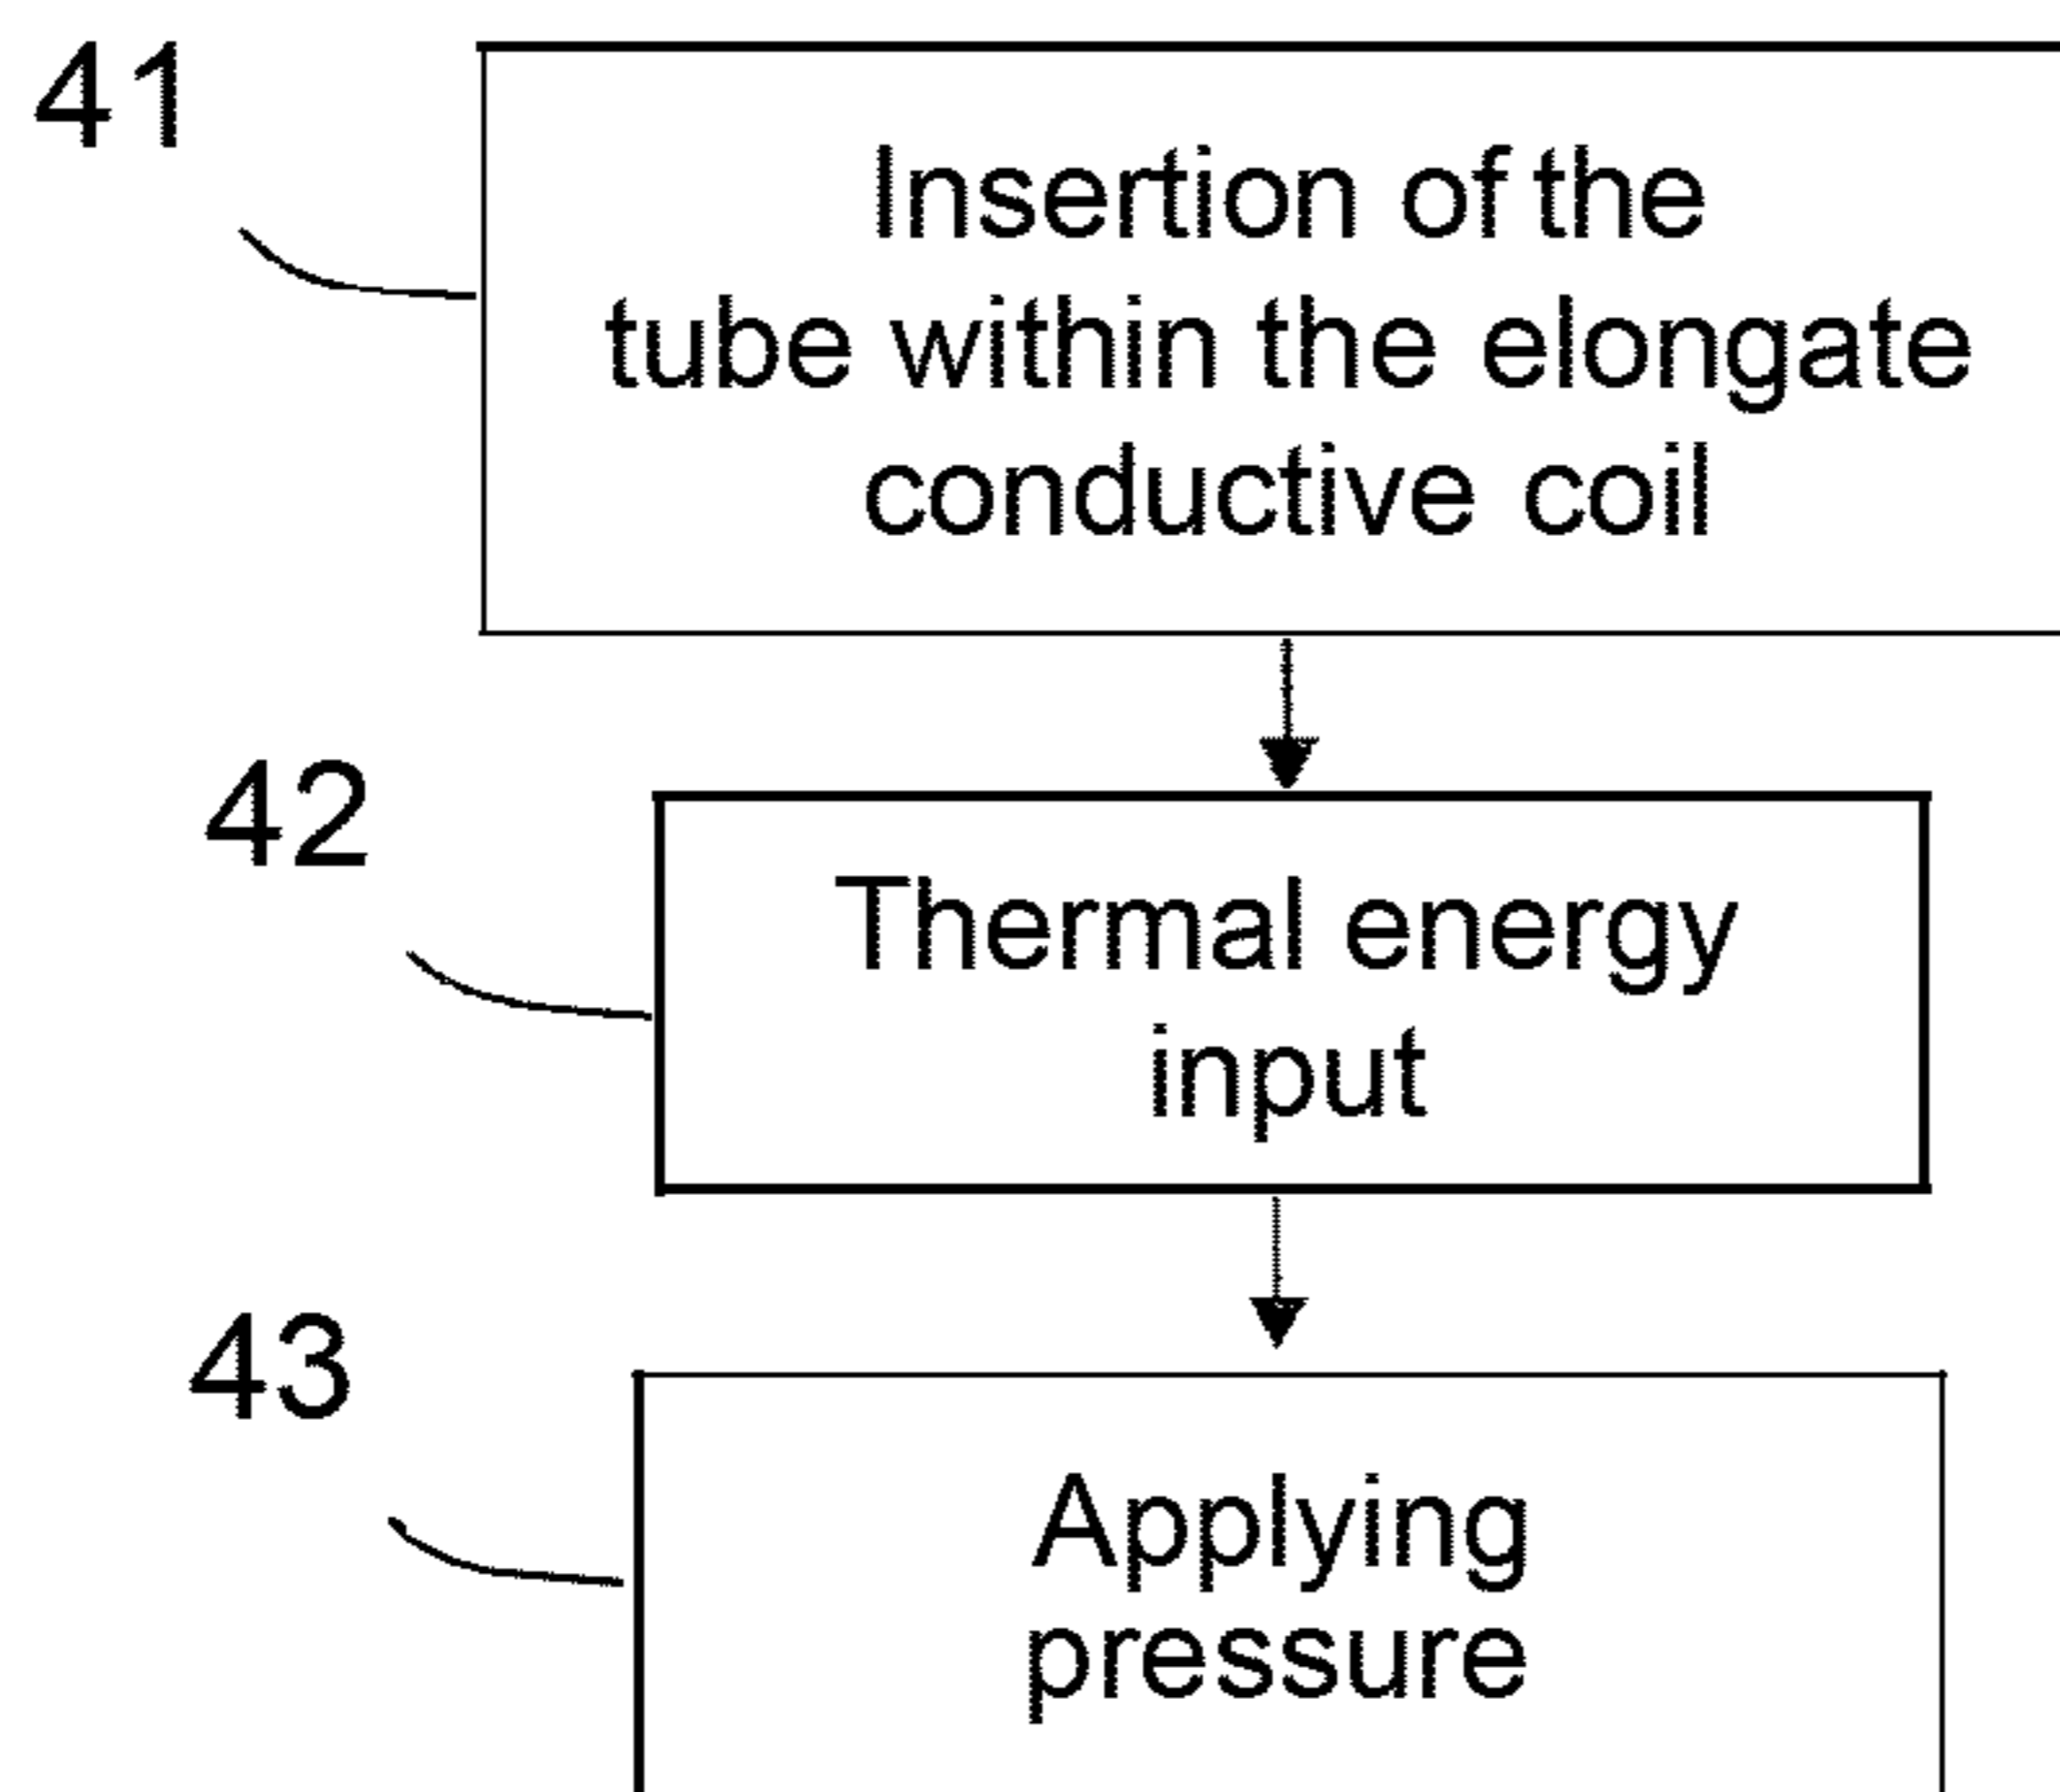 41
Insertion of the
tube within the elongate
conductive coil
42
Thermal energy
input
43
Applying
pressure